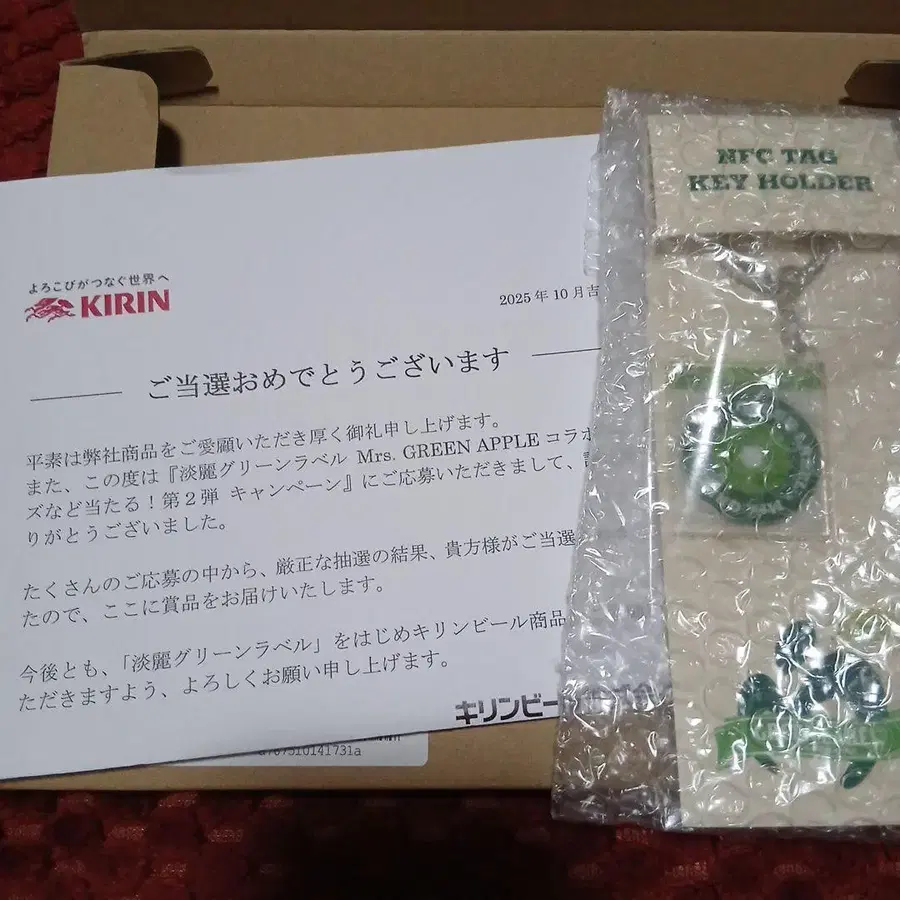 よろこびがつなぐ世界へ
KIRIN
2025年10月吉
ご当選おめでとうございます
平素は弊社商品をご愛顧いただき厚く御礼申し上げます。
また、この度は『淡麗グリーンラベル Mrs. GREEN APPLE コラボ
ズなど当たる!第2弾 キャンペーン』にご応募いただきまして、
りがとうございました。
たくさんのご応募の中から、厳正な抽選の結果、貴方様がご当選
たので、ここに賞品をお届けいたします。
今後とも、「淡麗グリーンラベル」をはじめキリンビール商品
ただきますよう、よろしくお願い申し上げます。
キリンビー
NFC TAG
KEY HOLDER